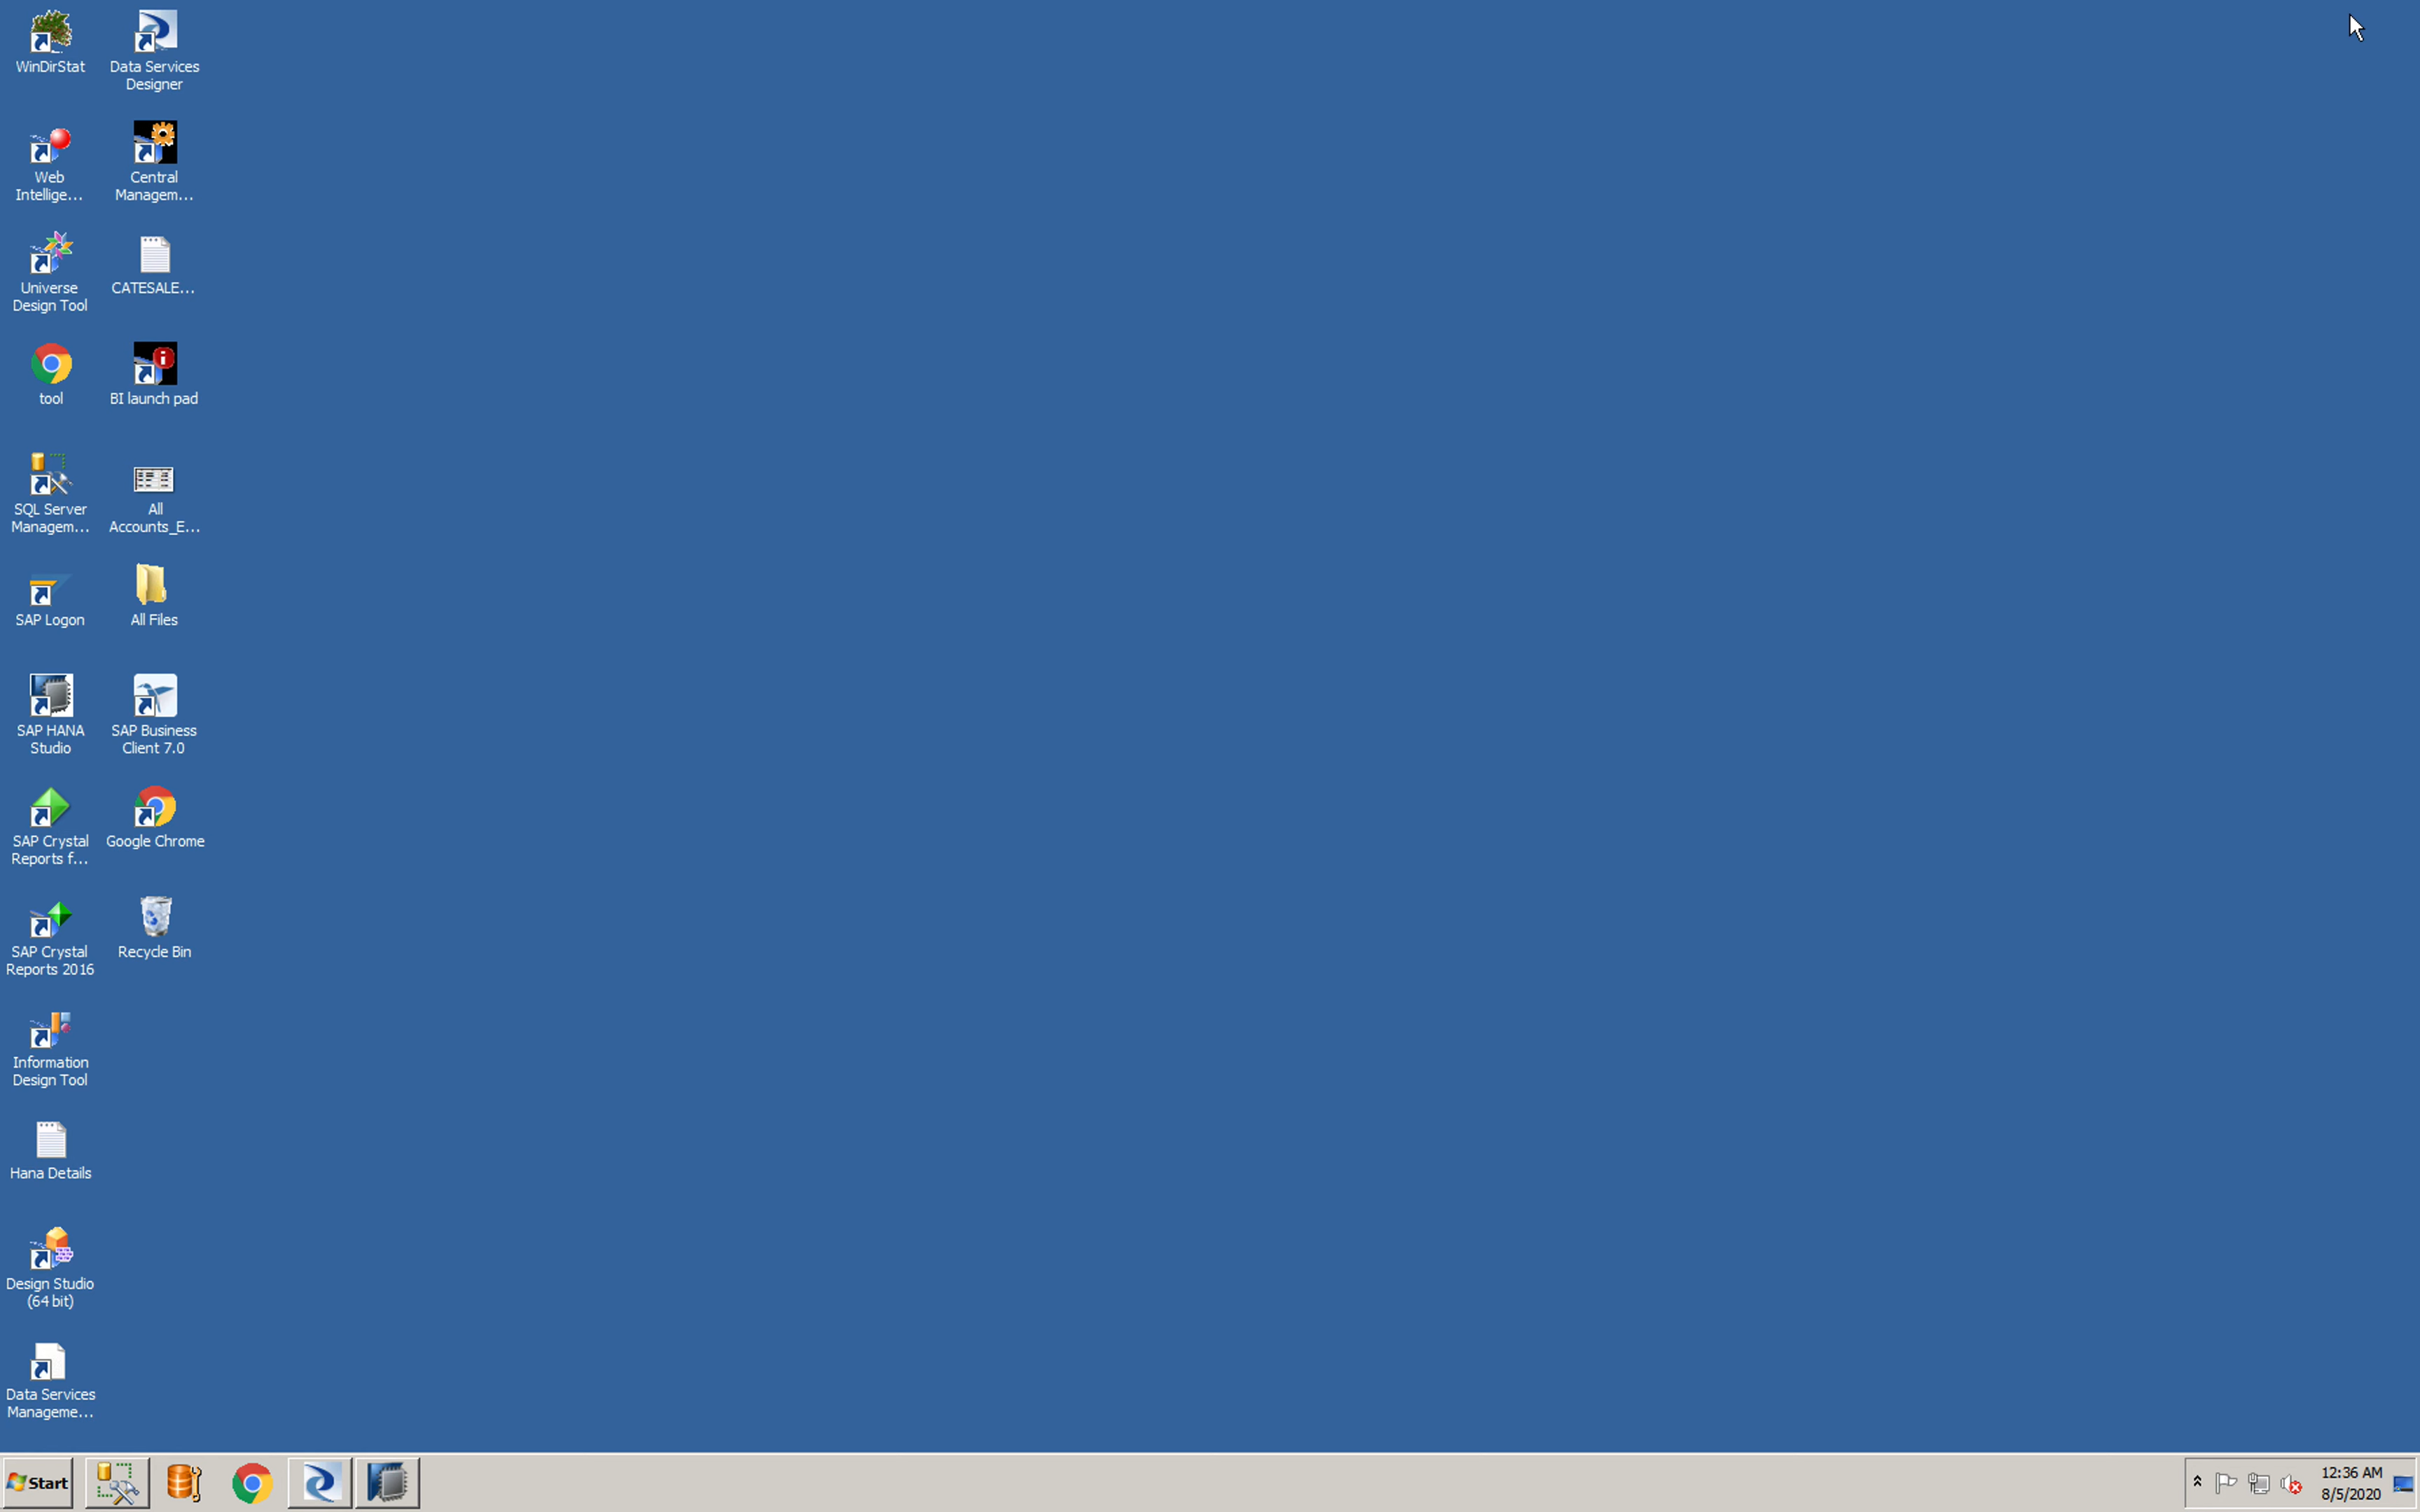 WinDirStat
Data Services
Designer
Web
Intellige...
Central
Managem...
Universe
Design Tool
CATESALE...
tool
BI launch pad
SQL Server
Managem...
All
Accounts_E...
SAP Logon
All Files
SAP HANA
Studio
SAP Business
Client 7.0
SAP Crystal
Reports f...
Google Chrome
SAP Crystal
Reports 2016
Recycle Bin
Information
Design Tool
Hana Details
Design Studio
(64 bit)
Data Services
Manageme...
Start
12:36 AM
8/5/2020